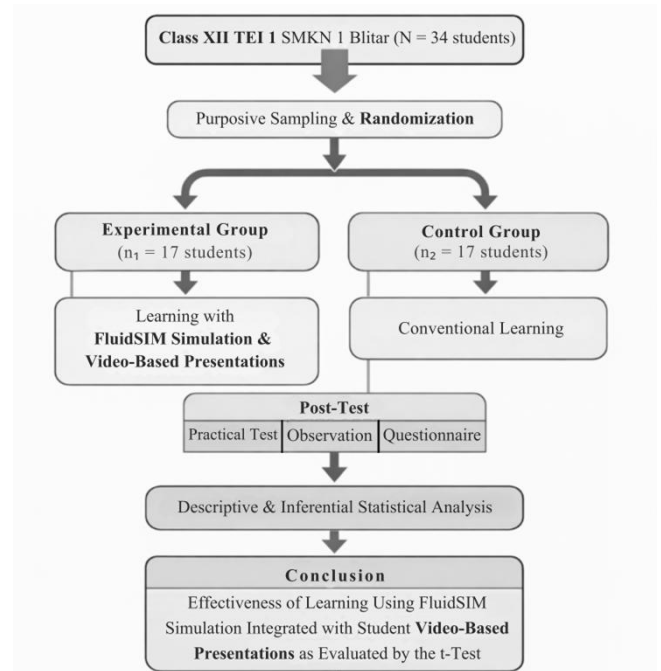 Class XII TEI 1 SMKN 1 Blitar (N = 34 students)
Purposive Sampling & Randomization
Experimental Group
(n₁ = 17 students)
Control Group
(n₂ = 17 students)
Learning with
FluidSIM Simulation &
Video-Based Presentations
Conventional Learning
Post-Test
Practical Test
Observation
Questionnaire
Descriptive & Inferential Statistical Analysis
Conclusion
Effectiveness of Learning Using FluidSIM
Simulation Integrated with Student Video-Based
Presentations as Evaluated by the t-Test